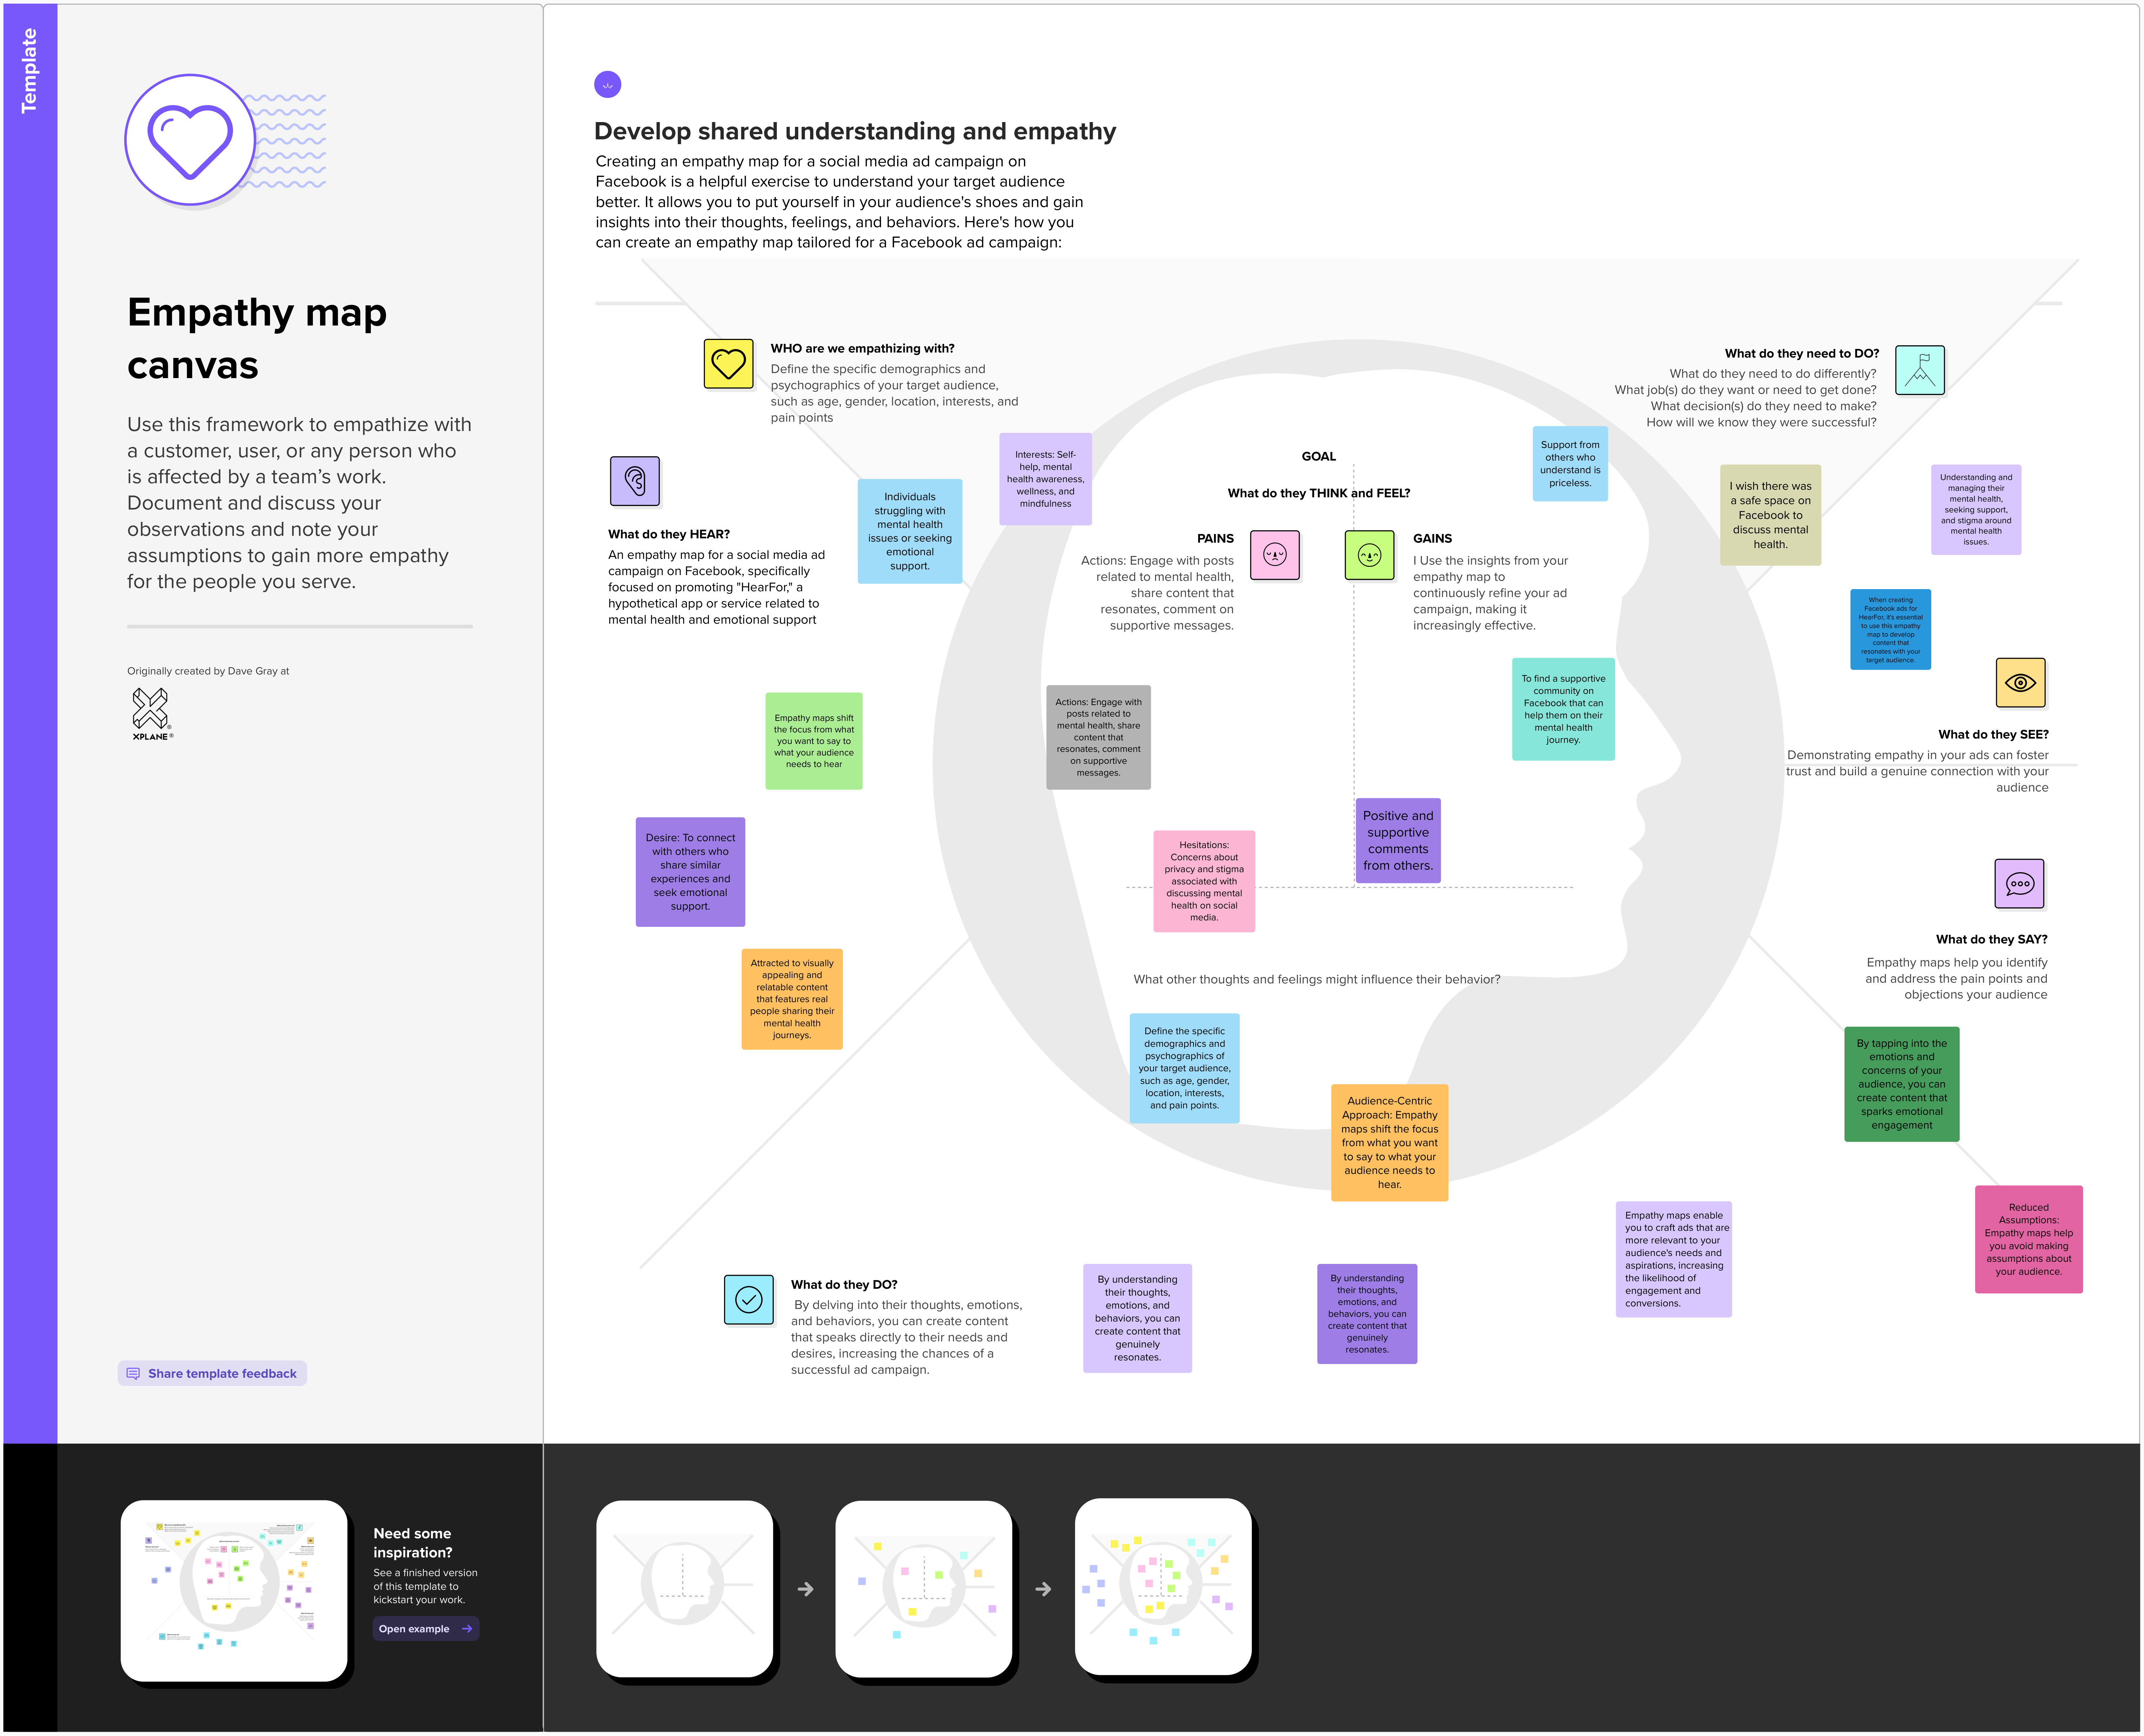 Template
Empathy map
canvas
Use this framework to empathize with
a customer, user, or any person who
is affected by a team’s work.
Document and discuss your
observations and note your
assumptions to gain more empathy
for the people you serve.
Originally created by Dave Gray at
XPLANE®
Share template feedback
Develop shared understanding and empathy
Creating an empathy map for a social media ad campaign on
Facebook is a helpful exercise to understand your target audience
better. It allows you to put yourself in your audience's shoes and gain
insights into their thoughts, feelings, and behaviors. Here's how you
can create an empathy map tailored for a Facebook ad campaign:
WHO are we empathizing with?
Define the specific demographics and
psychographics of your target audience,
such as age, gender, location, interests, and
pain points
What do they need to DO?
What do they need to do differently?
What job(s) do they want or need to get done?
What decision(s) do they need to make?
How will we know they were successful?
What do they HEAR?
An empathy map for a social media ad
campaign on Facebook, specifically
focused on promoting "HearFor," a
hypothetical app or service related to
mental health and emotional support
Individuals
struggling with
mental health
issues or seeking
emotional
support.
Interests: Self-
help, mental
health awareness,
wellness, and
mindfulness
GOAL
What do they THINK and FEEL?
PAINS
Actions: Engage with posts
related to mental health,
share content that
resonates, comment on
supportive messages.
GAINS
I Use the insights from your
empathy map to
continuously refine your ad
campaign, making it
increasingly effective.
Support from
others who
understand is
priceless.
I wish there was
a safe space on
Facebook to
discuss mental
health.
Understanding and
managing their
mental health,
seeking support,
and stigma around
mental health
issues.
When creating
Facebook ads for
HearFor, it's essential
to use this empathy
map to develop
content that
resonates with your
target audience.
Empathy maps shift
the focus from what
you want to say to
what your audience
needs to hear
Actions: Engage with
posts related to
mental health, share
content that
resonates, comment
on supportive
messages.
To find a supportive
community on
Facebook that can
help them on their
mental health
journey.
What do they SEE?
Demonstrating empathy in your ads can foster
trust and build a genuine connection with your
audience
Desire: To connect
with others who
share similar
experiences and
seek emotional
support.
Hesitations:
Concerns about
privacy and stigma
associated with
discussing mental
health on social
media.
Positive and
supportive
comments
from others.
What do they SAY?
Empathy maps help you identify
and address the pain points and
objections your audience
Attracted to visually
appealing and
relatable content
that features real
people sharing their
mental health
journeys.
What other thoughts and feelings might influence their behavior?
Define the specific
demographics and
psychographics of
your target audience,
such as age, gender,
location, interests,
and pain points.
Audience-Centric
Approach: Empathy
maps shift the focus
from what you want
to say to what your
audience needs to
hear.
By tapping into the
emotions and
concerns of your
audience, you can
create content that
sparks emotional
engagement
Reduced
Assumptions:
Empathy maps help
you avoid making
assumptions about
your audience.
Empathy maps enable
you to craft ads that are
more relevant to your
audience's needs and
aspirations, increasing
the likelihood of
engagement and
conversions.
What do they DO?
By delving into their thoughts, emotions,
and behaviors, you can create content
that speaks directly to their needs and
desires, increasing the chances of a
successful ad campaign.
By understanding
their thoughts,
emotions, and
behaviors, you can
create content that
genuinely
resonates.
By understanding
their thoughts,
emotions, and
behaviors, you can
create content that
genuinely
resonates.
Need some
inspiration?
See a finished version
of this template to
kickstart your work.
Open example